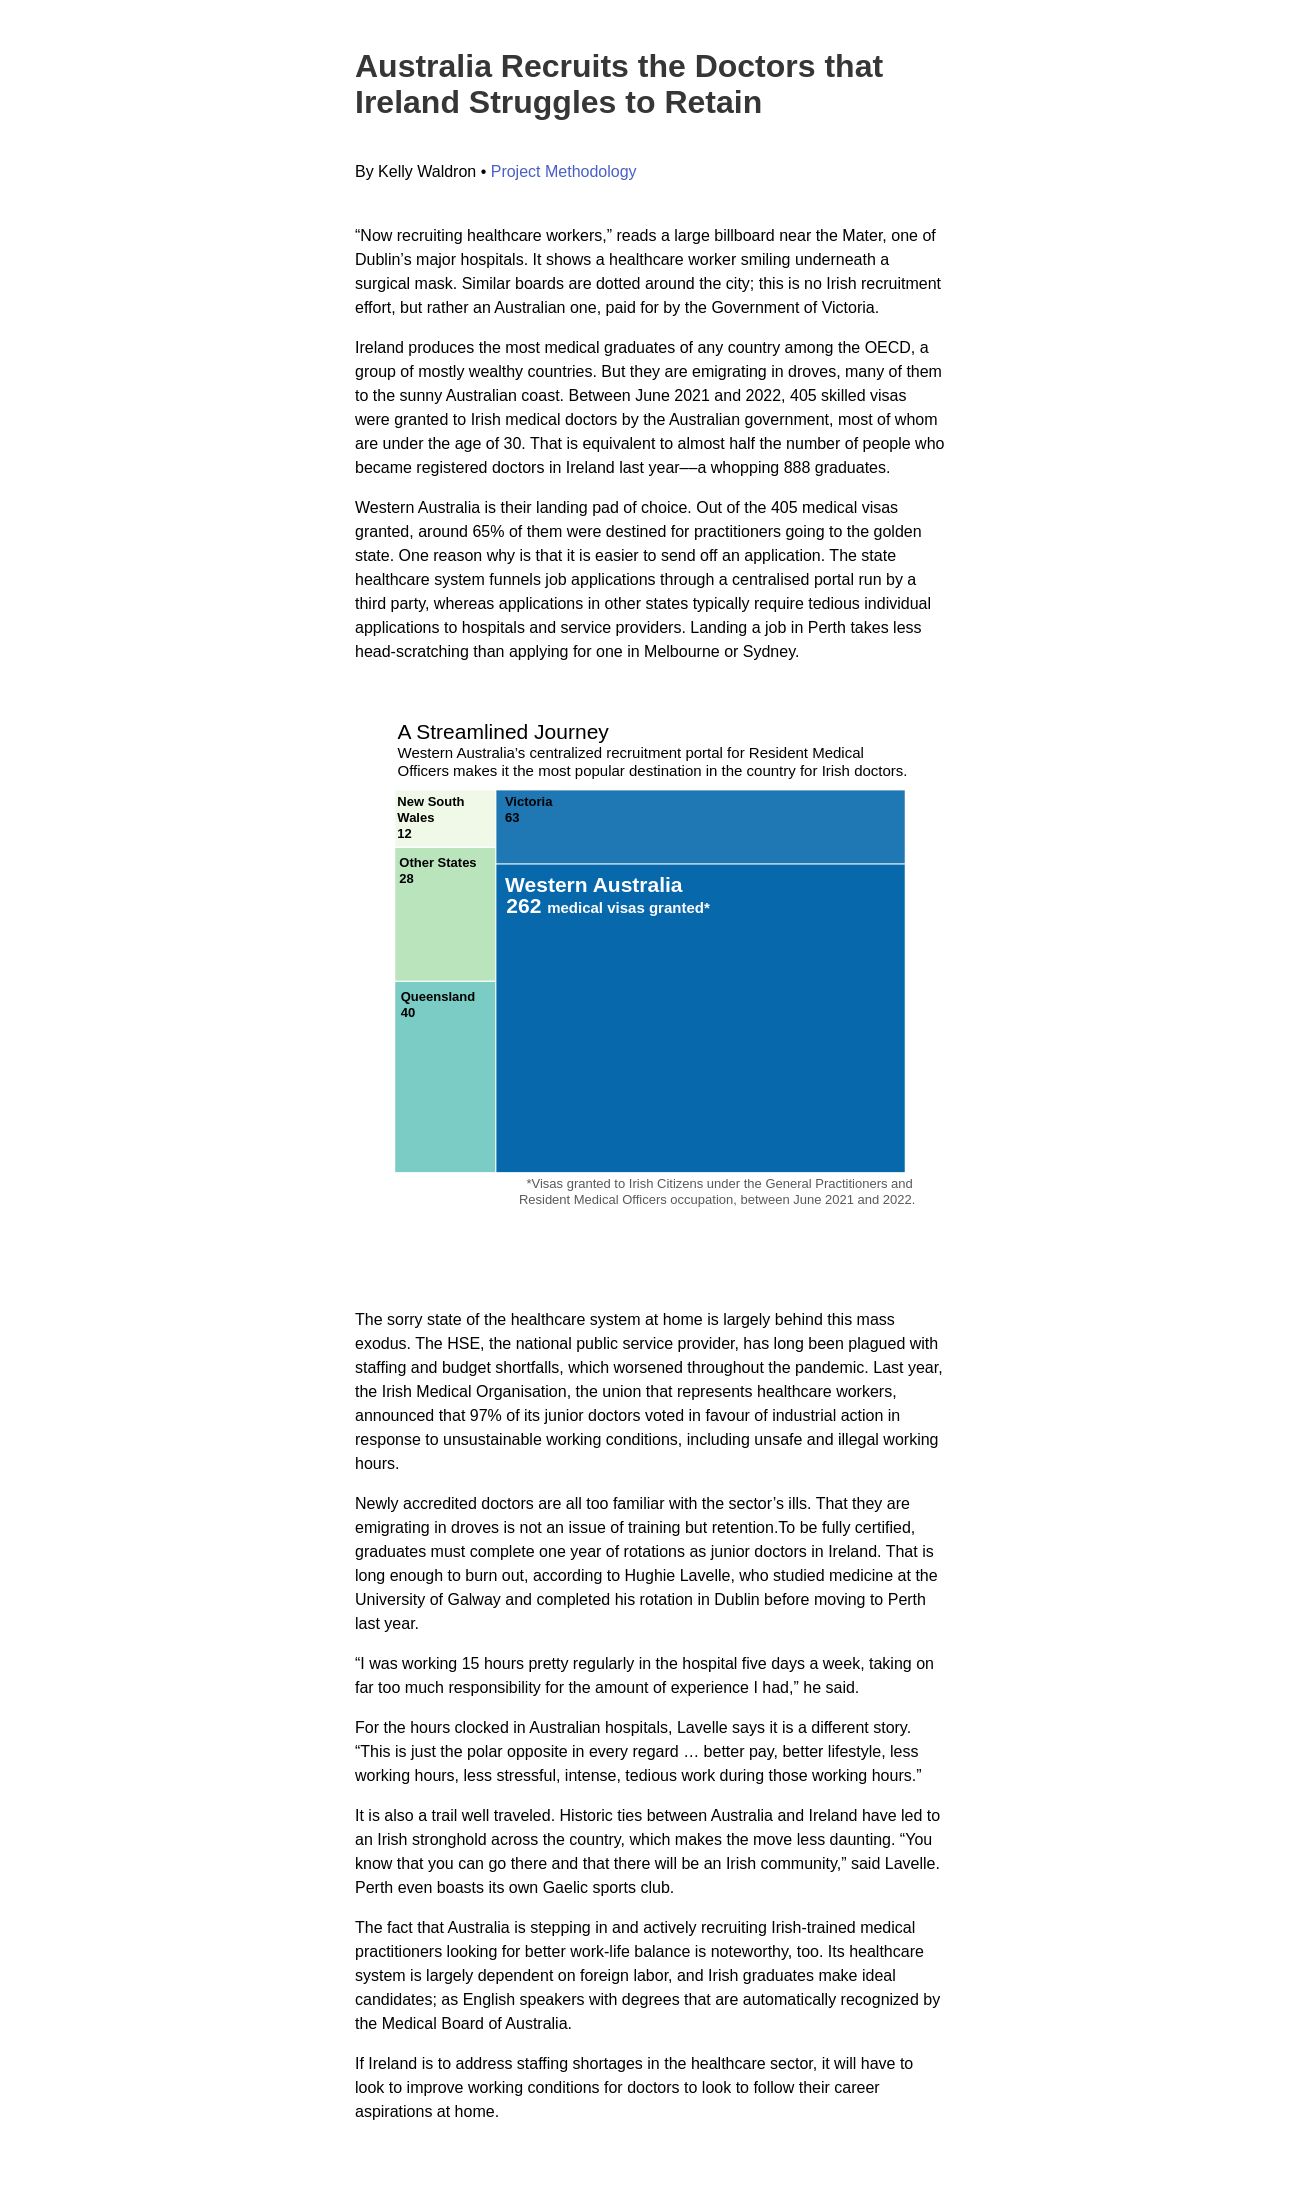 Australia Recruits the Doctors that
Ireland Struggles to Retain
By Kelly Waldron • Project Methodology
“Now recruiting healthcare workers,” reads a large billboard near the Mater, one of
Dublin’s major hospitals. It shows a healthcare worker smiling underneath a
surgical mask. Similar boards are dotted around the city; this is no Irish recruitment
effort, but rather an Australian one, paid for by the Government of Victoria.
Ireland produces the most medical graduates of any country among the OECD, a
group of mostly wealthy countries. But they are emigrating in droves, many of them
to the sunny Australian coast. Between June 2021 and 2022, 405 skilled visas
were granted to Irish medical doctors by the Australian government, most of whom
are under the age of 30. That is equivalent to almost half the number of people who
became registered doctors in Ireland last year––a whopping 888 graduates.
Western Australia is their landing pad of choice. Out of the 405 medical visas
granted, around 65% of them were destined for practitioners going to the golden
state. One reason why is that it is easier to send off an application. The state
healthcare system funnels job applications through a centralised portal run by a
third party, whereas applications in other states typically require tedious individual
applications to hospitals and service providers. Landing a job in Perth takes less
head-scratching than applying for one in Melbourne or Sydney.
A Streamlined Journey
Western Australia’s centralized recruitment portal for Resident Medical
Officers makes it the most popular destination in the country for Irish doctors.
New South
Wales
12
Victoria
63
Other States
28
Western Australia
262 medical visas granted*
Queensland
40
*Visas granted to Irish Citizens under the General Practitioners and
Resident Medical Officers occupation, between June 2021 and 2022.
The sorry state of the healthcare system at home is largely behind this mass
exodus. The HSE, the national public service provider, has long been plagued with
staffing and budget shortfalls, which worsened throughout the pandemic. Last year,
the Irish Medical Organisation, the union that represents healthcare workers,
announced that 97% of its junior doctors voted in favour of industrial action in
response to unsustainable working conditions, including unsafe and illegal working
hours.
Newly accredited doctors are all too familiar with the sector’s ills. That they are
emigrating in droves is not an issue of training but retention.To be fully certified,
graduates must complete one year of rotations as junior doctors in Ireland. That is
long enough to burn out, according to Hughie Lavelle, who studied medicine at the
University of Galway and completed his rotation in Dublin before moving to Perth
last year.
“I was working 15 hours pretty regularly in the hospital five days a week, taking on
far too much responsibility for the amount of experience I had,” he said.
For the hours clocked in Australian hospitals, Lavelle says it is a different story.
“This is just the polar opposite in every regard … better pay, better lifestyle, less
working hours, less stressful, intense, tedious work during those working hours.”
It is also a trail well traveled. Historic ties between Australia and Ireland have led to
an Irish stronghold across the country, which makes the move less daunting. “You
know that you can go there and that there will be an Irish community,” said Lavelle.
Perth even boasts its own Gaelic sports club.
The fact that Australia is stepping in and actively recruiting Irish-trained medical
practitioners looking for better work-life balance is noteworthy, too. Its healthcare
system is largely dependent on foreign labor, and Irish graduates make ideal
candidates; as English speakers with degrees that are automatically recognized by
the Medical Board of Australia.
If Ireland is to address staffing shortages in the healthcare sector, it will have to
look to improve working conditions for doctors to look to follow their career
aspirations at home.